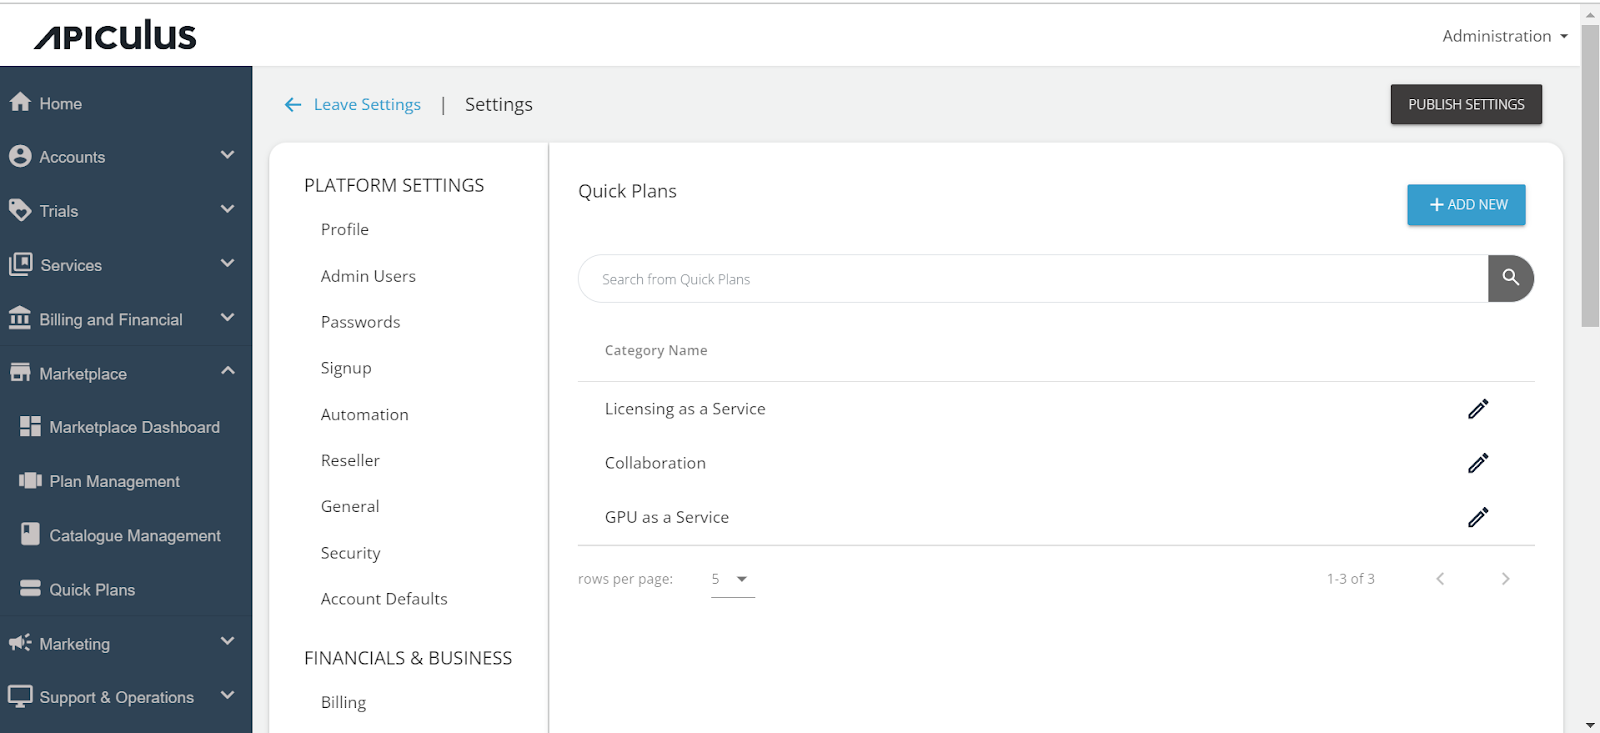 APICULUS
Administration
Home
Accounts
Trials
Services
Billing and Financial
Marketplace
Marketplace Dashboard
Plan Management
Catalogue Management
Quick Plans
Marketing
Support & Operations
Leave Settings | Settings
PUBLISH SETTINGS
PLATFORM SETTINGS
Profile
Admin Users
Passwords
Signup
Automation
Reseller
General
Security
Account Defaults
FINANCIALS & BUSINESS
Billing
Quick Plans
+ ADD NEW
Search from Quick Plans
Category Name
Licensing as a Service
Collaboration
GPU as a Service
rows per page: 5 1-3 of 3